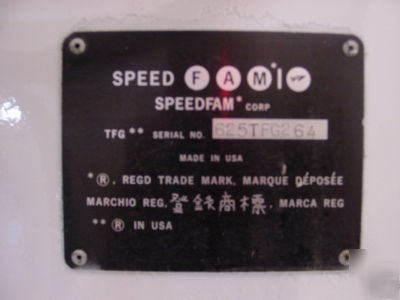 SPEED FAM
SPEEDFAM* CORP
TFG ** SERIAL NO. 625TFG264
MADE IN USA
*®, REGD TRADE MARK, MARQUE DÉPOSÉE
MARCHIO REG, 登録商標, MARCA REG
**® IN USA